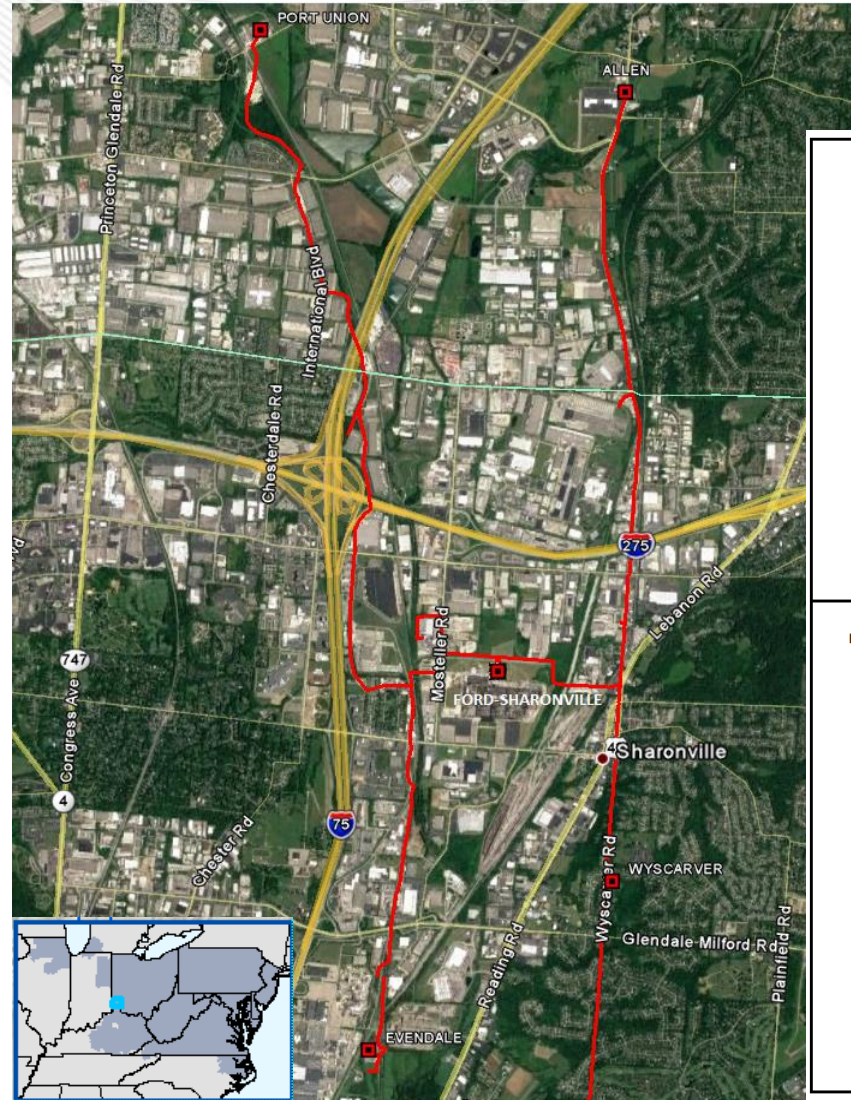 PORT UNION
ALLEN
Princeton Glendale Rd
International Blvd
Chesterdale Rd
275
Lebanon Rd
Mosteller Rd
747
FORD-SHARONVILLE
Congress Ave
Sharonville
4
75
Chester Rd
WYSCARVER
Wyscarver Rd
Glendale Milford Rd
Reading Rd
Plainfield Rd
EVENDALE